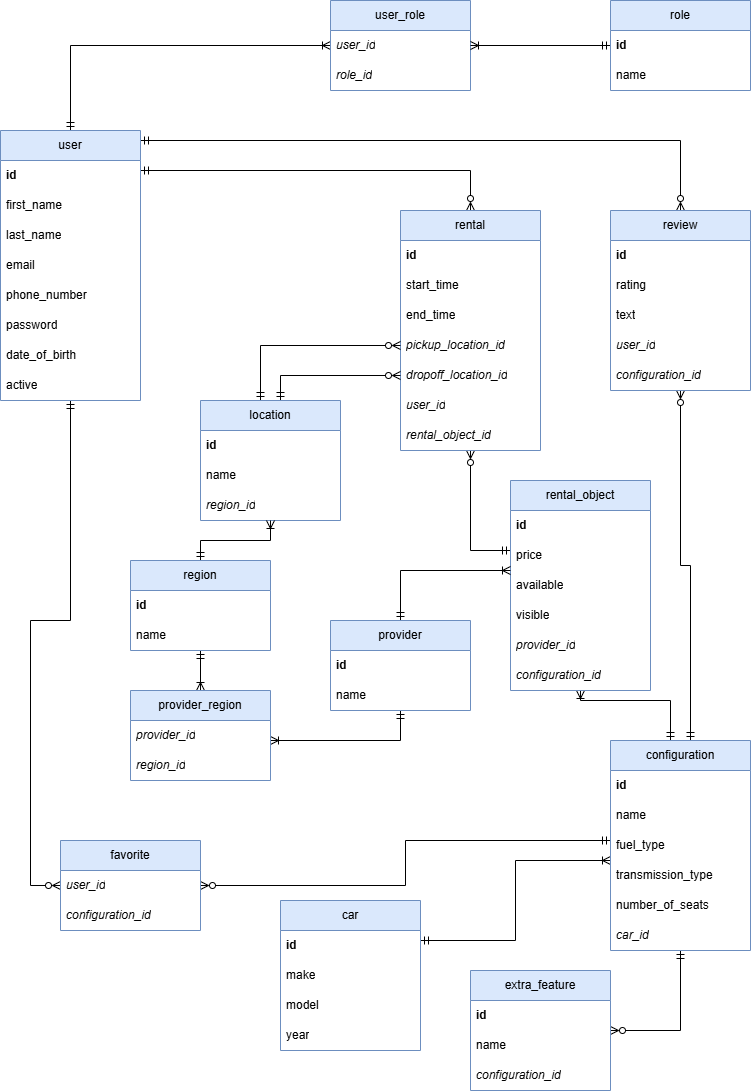 user_role
user_id
role_id
role
id
name
user
id
first_name
last_name
email
phone_number
password
date_of_birth
active
rental
id
start_time
end_time
pickup_location_id
dropoff_location_id
user_id
rental_object_id
review
id
rating
text
user_id
configuration_id
location
id
name
region_id
rental_object
id
price
available
visible
provider_id
configuration_id
region
id
name
provider
id
name
provider_region
provider_id
region_id
configuration
id
name
fuel_type
transmission_type
number_of_seats
car_id
favorite
user_id
configuration_id
car
id
make
model
year
extra_feature
id
name
configuration_id